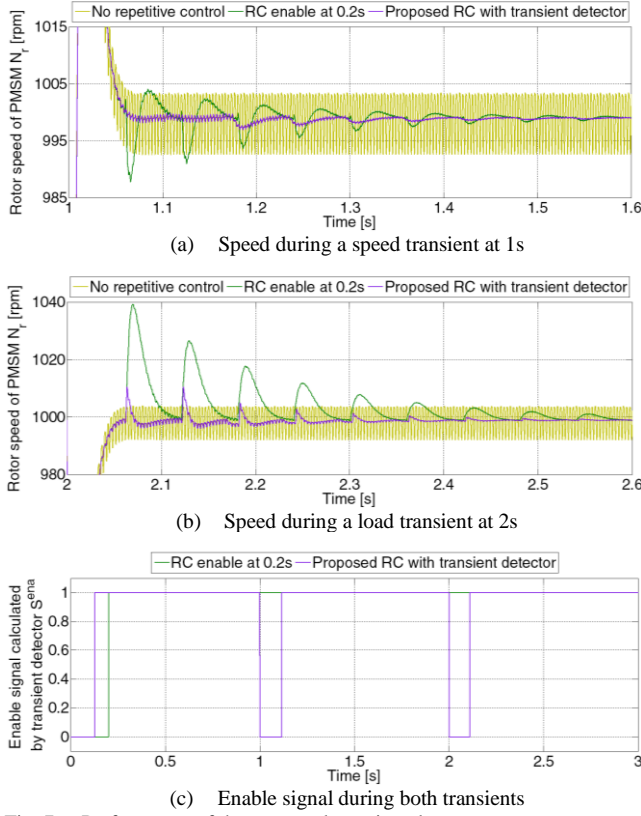 No repetitive control RC enable at 0.2s Proposed RC with transient detector
Rotor speed of PMSM N_r [rpm]
1015
1005
995
985
1 1.1 1.2 1.3 1.4 1.5 1.6
Time [s]
(a) Speed during a speed transient at 1s
No repetitive control RC enable at 0.2s Proposed RC with transient detector
Rotor speed of PMSM N_r [rpm]
1040
1020
1000
980
2 2.1 2.2 2.3 2.4 2.5 2.6
Time [s]
(b) Speed during a load transient at 2s
RC enable at 0.2s Proposed RC with transient detector
Enable signal calculated
by transient detector S^ena
1
0.8
0.6
0.4
0.2
0
0 0.5 1 1.5 2 2.5 3
Time [s]
(c) Enable signal during both transients